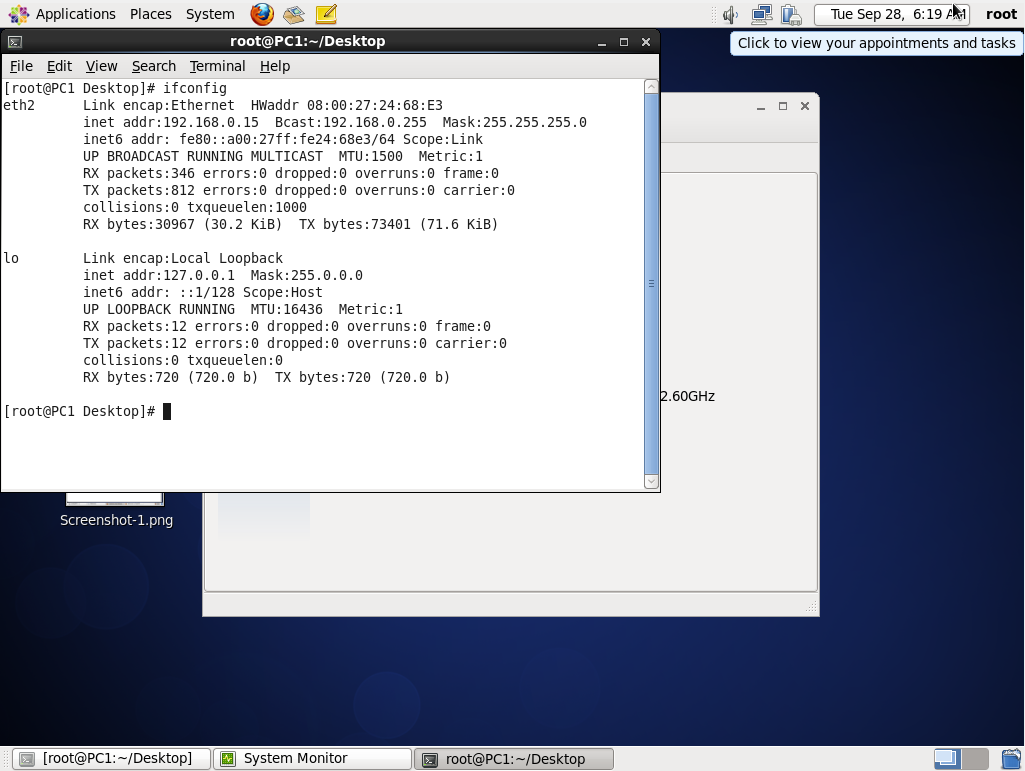 Applications Places System Tue Sep 28, 6:19 AM root
Click to view your appointments and tasks
root@PC1:~/Desktop
File Edit View Search Terminal Help
[root@PC1 Desktop]# ifconfig
eth2 Link encap:Ethernet HWaddr 08:00:27:24:68:E3
inet addr:192.168.0.15 Bcast:192.168.0.255 Mask:255.255.255.0
inet6 addr: fe80::a00:27ff:fe24:68e3/64 Scope:Link
UP BROADCAST RUNNING MULTICAST MTU:1500 Metric:1
RX packets:346 errors:0 dropped:0 overruns:0 frame:0
TX packets:812 errors:0 dropped:0 overruns:0 carrier:0
collisions:0 txqueuelen:1000
RX bytes:30967 (30.2 KiB) TX bytes:73401 (71.6 KiB)
lo Link encap:Local Loopback
inet addr:127.0.0.1 Mask:255.0.0.0
inet6 addr: ::1/128 Scope:Host
UP LOOPBACK RUNNING MTU:16436 Metric:1
RX packets:12 errors:0 dropped:0 overruns:0 frame:0
TX packets:12 errors:0 dropped:0 overruns:0 carrier:0
collisions:0 txqueuelen:0
RX bytes:720 (720.0 b) TX bytes:720 (720.0 b)
2.60GHz
[root@PC1 Desktop]#
Screenshot-1.png
[root@PC1:~/Desktop] System Monitor root@PC1:~/Desktop